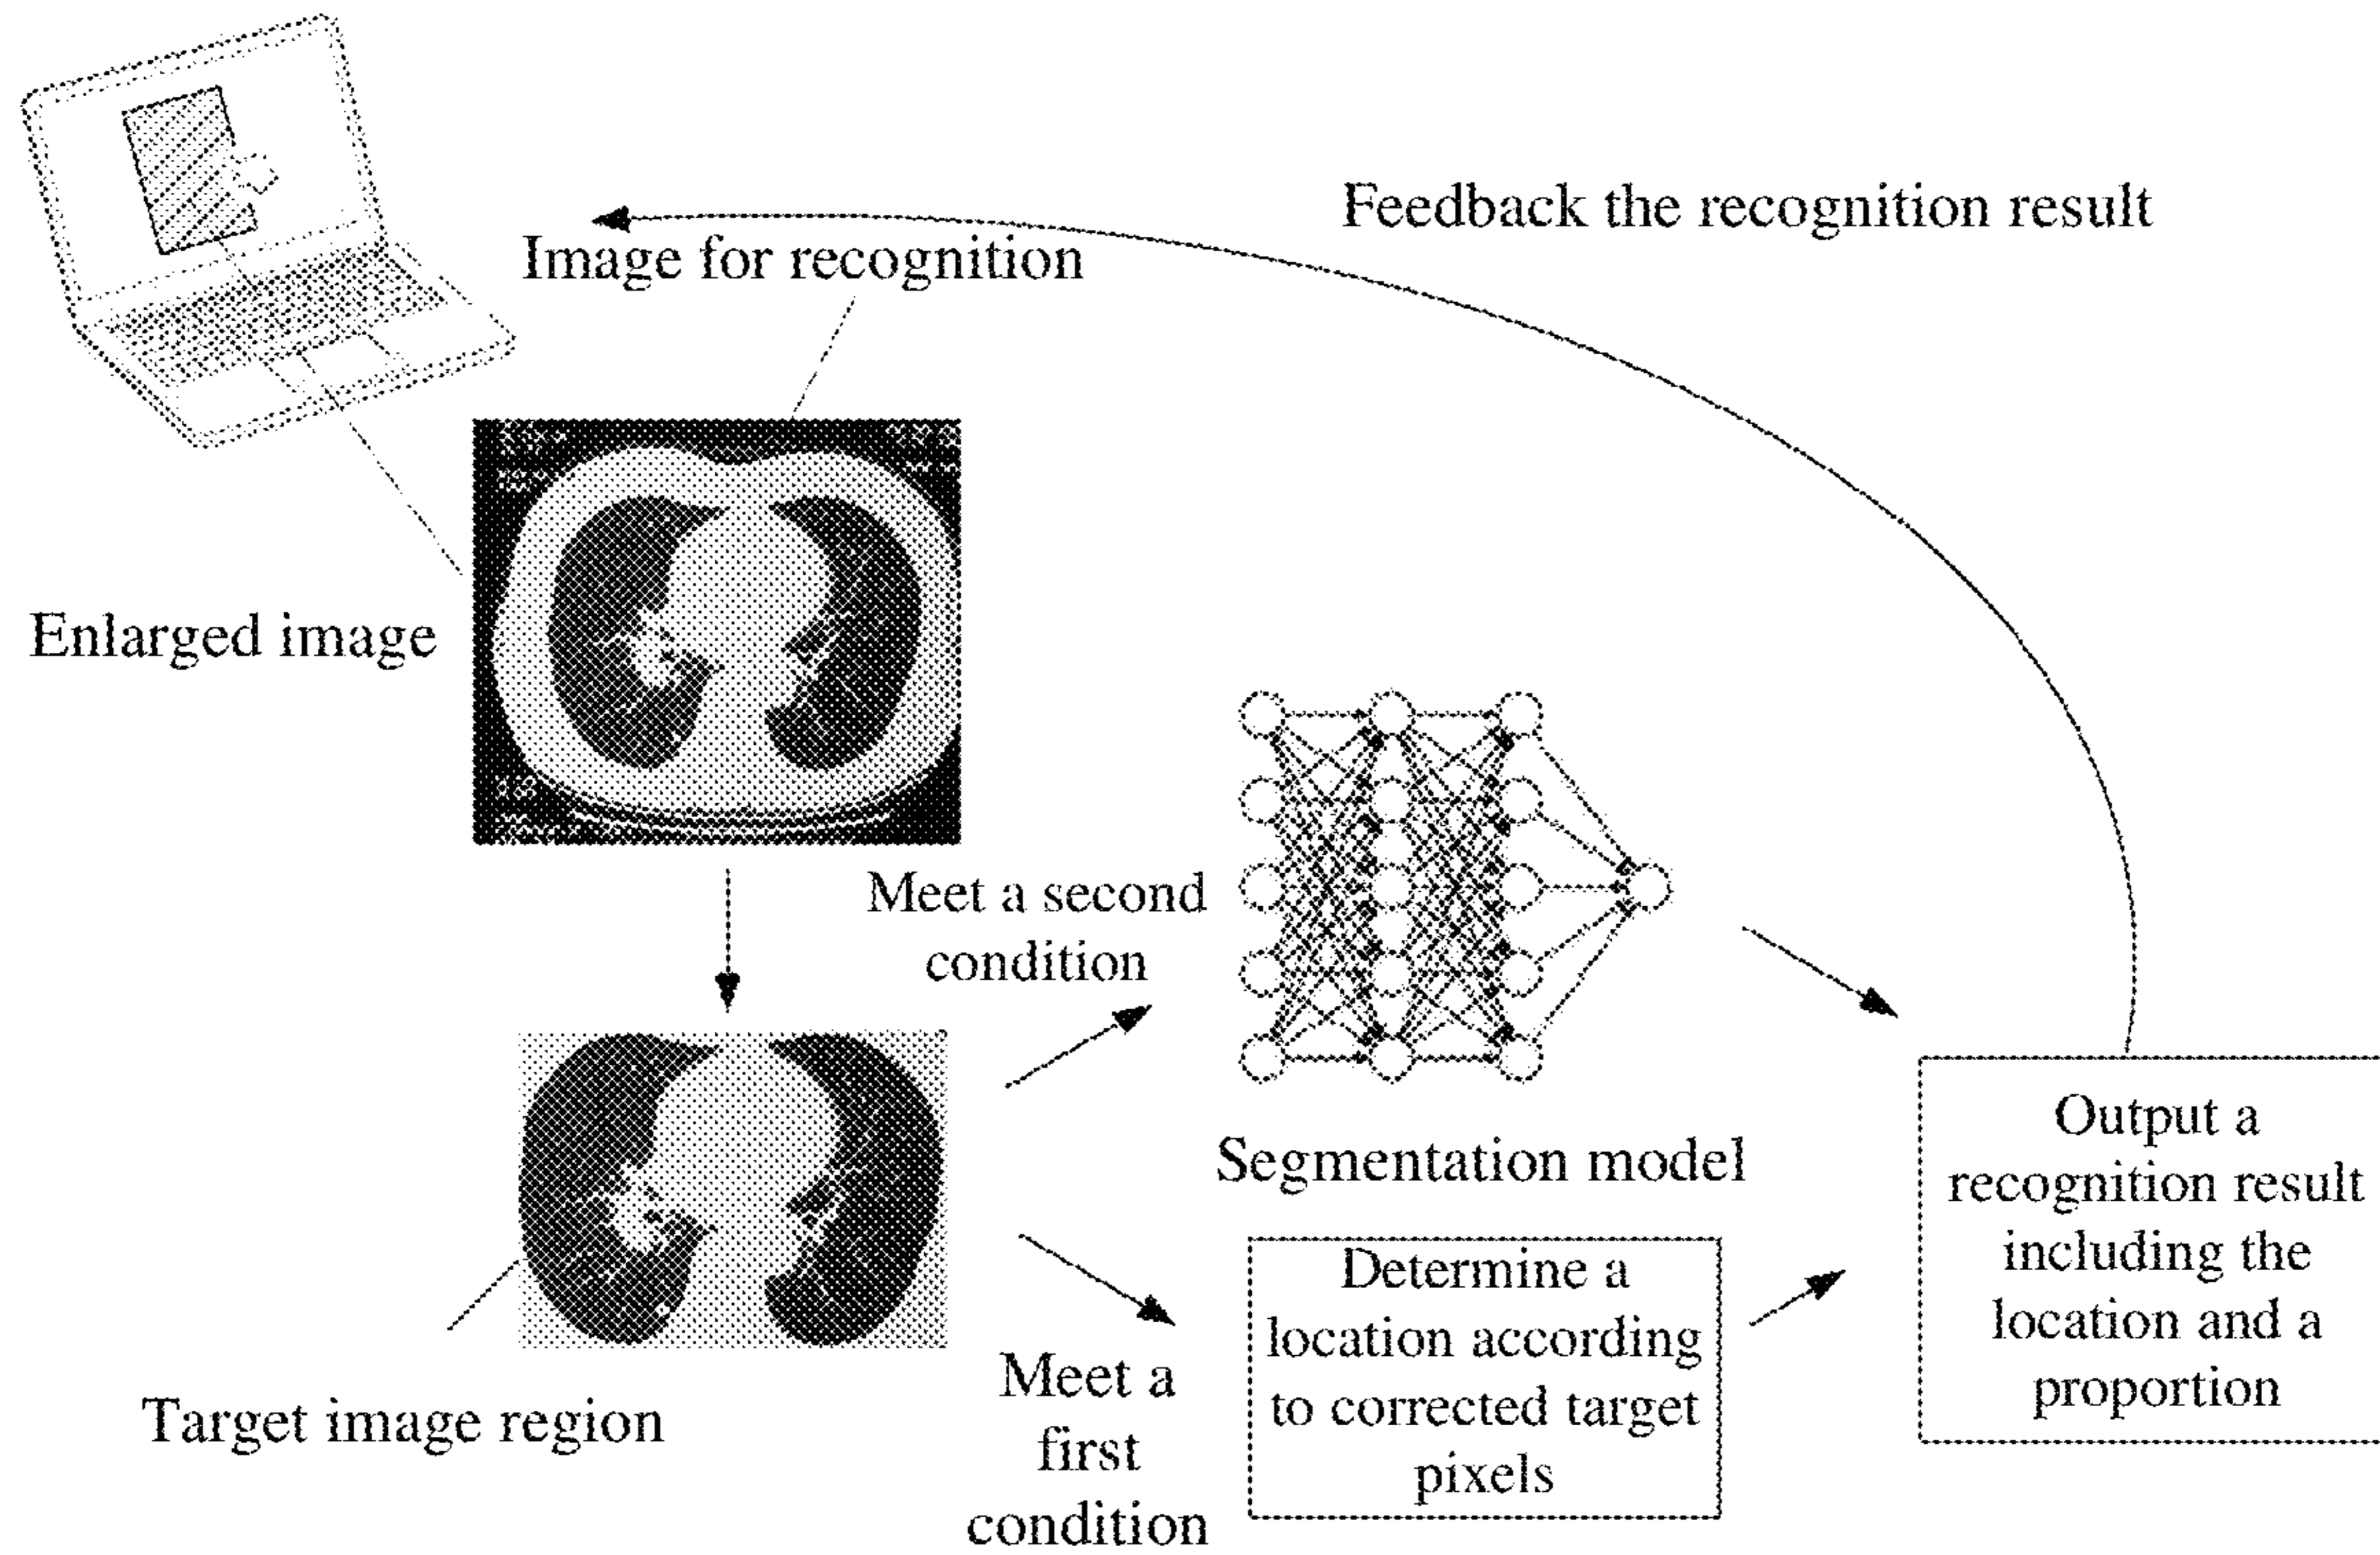 Feedback the recognition result
Image for recognition
Enlarged image
Meet a second
condition
Segmentation model
Target image region
Meet a
first
condition
Determine a
location according
to corrected target
pixels
Output a
recognition result
including the
location and a
proportion